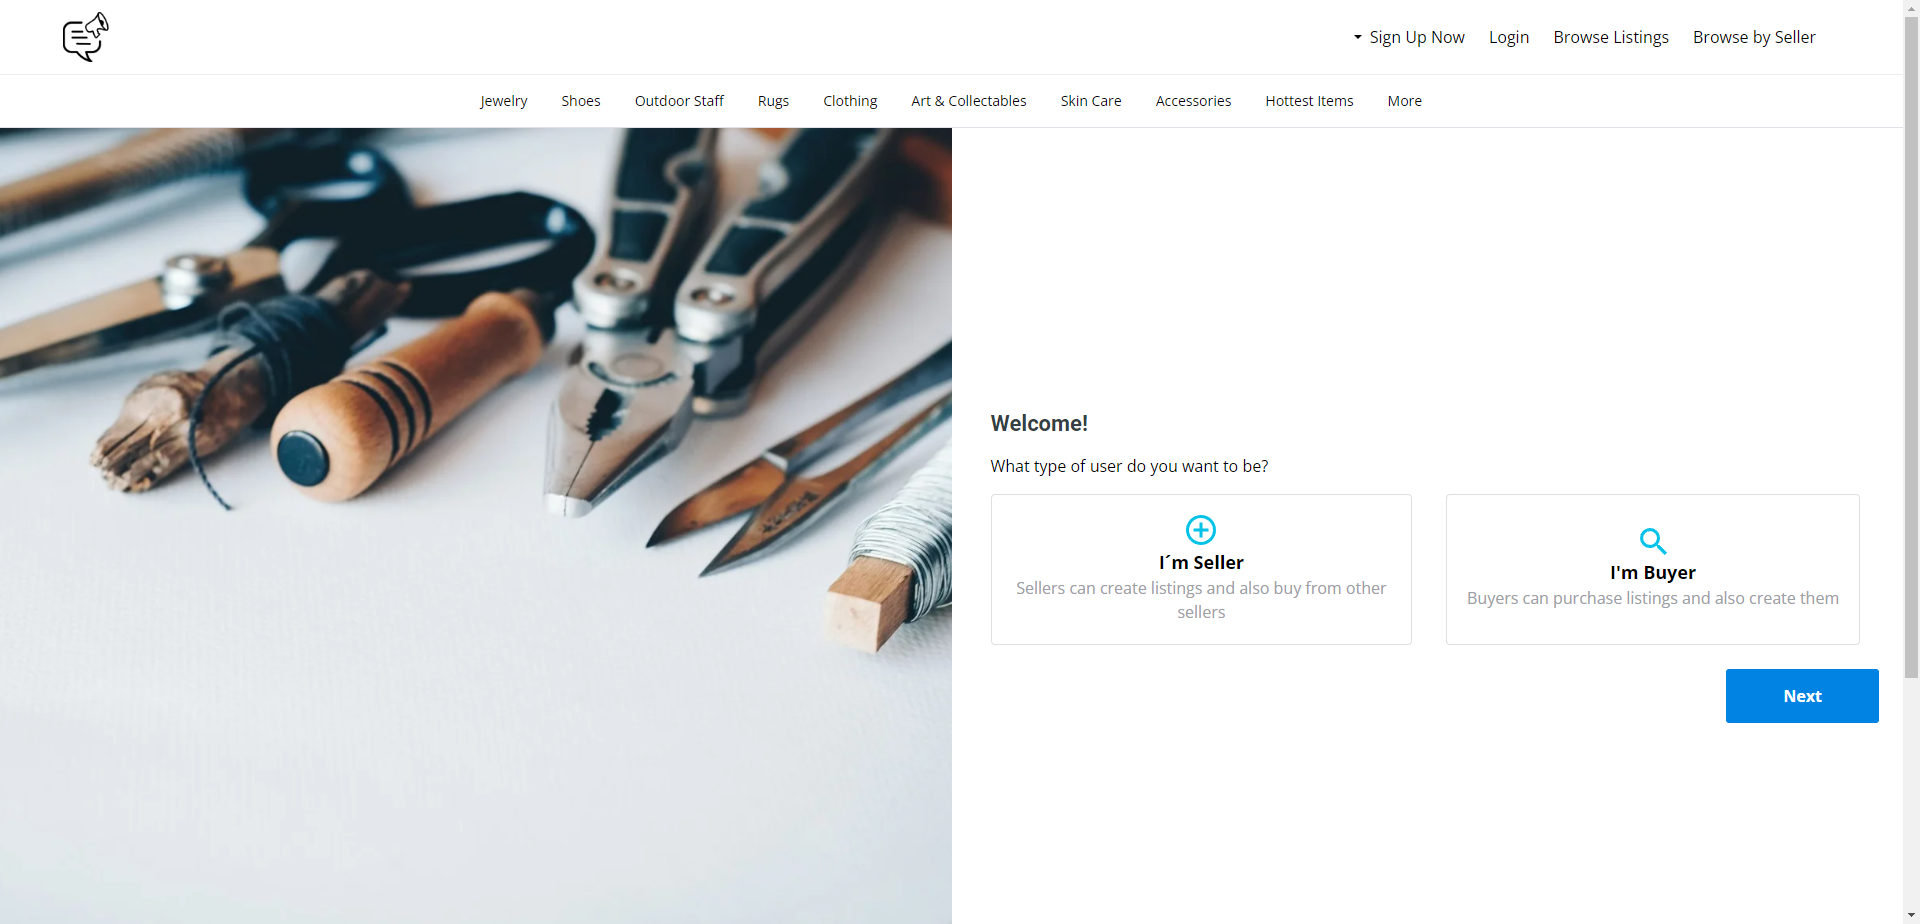 Sign Up Now Login Browse Listings Browse by Seller
Jewelry Shoes Outdoor Staff Rugs Clothing Art & Collectables Skin Care Accessories Hottest Items More
Welcome!
What type of user do you want to be?
I´m Seller
Sellers can create listings and also buy from other
sellers
I'm Buyer
Buyers can purchase listings and also create them
Next